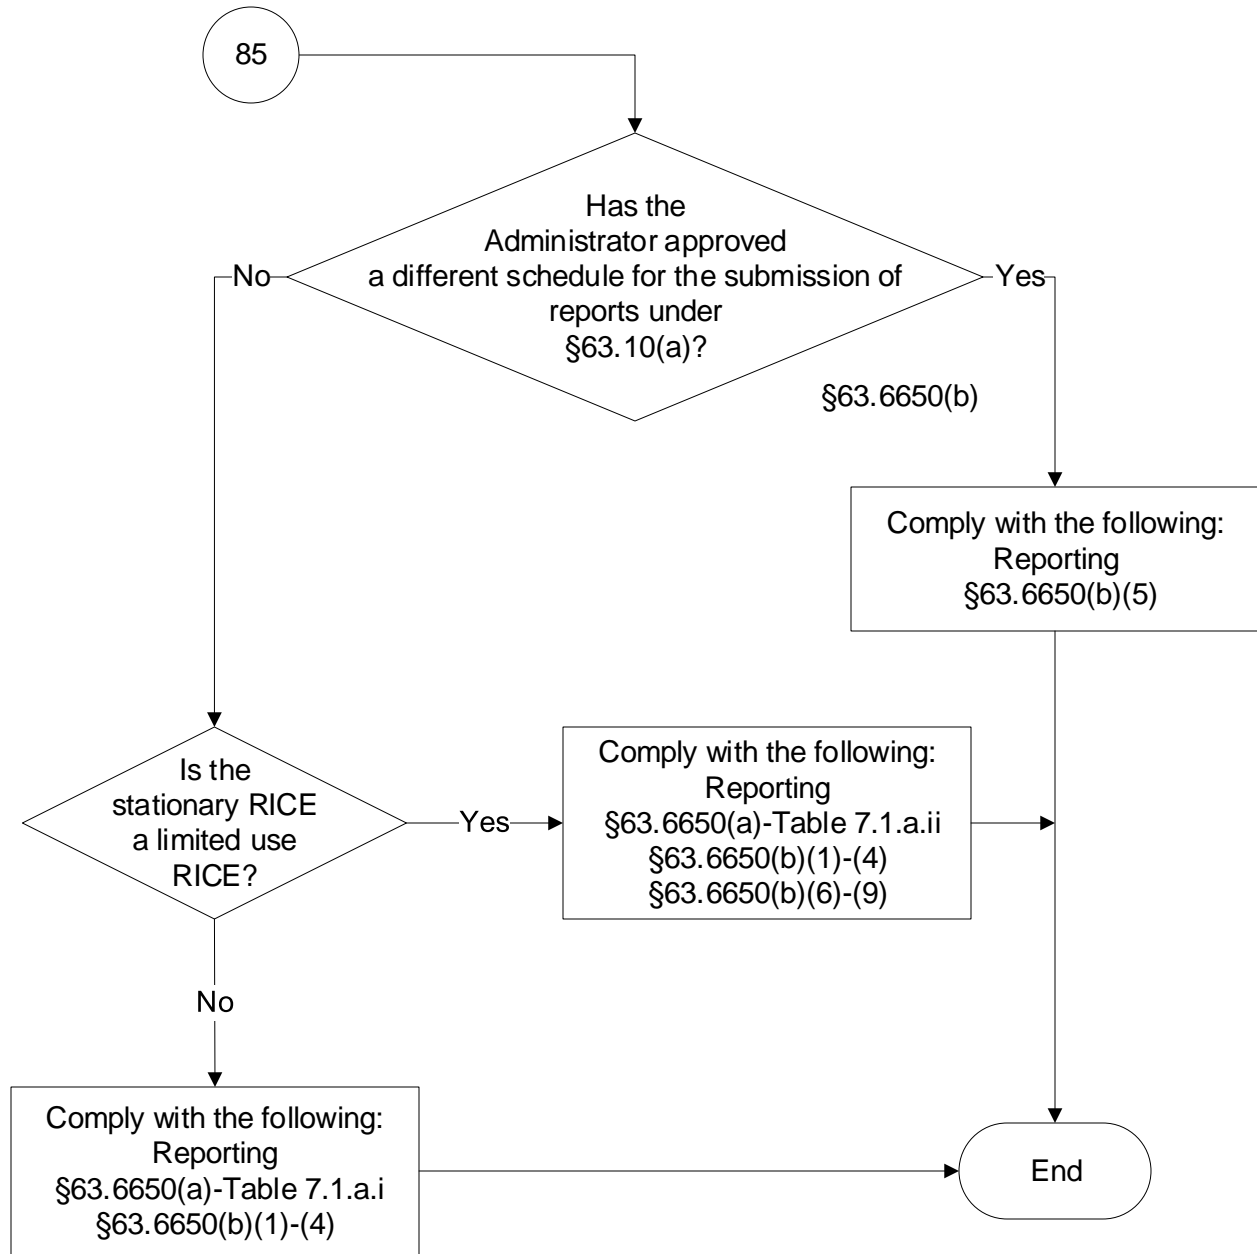 85
Has the
Administrator approved
a different schedule for the submission of
reports under
§63.10(a)?
No
Yes
§63.6650(b)
Comply with the following:
Reporting
§63.6650(b)(5)
Is the
stationary RICE
a limited use
RICE?
Yes
Comply with the following:
Reporting
§63.6650(a)-Table 7.1.a.ii
§63.6650(b)(1)-(4)
§63.6650(b)(6)-(9)
No
Comply with the following:
Reporting
§63.6650(a)-Table 7.1.a.i
§63.6650(b)(1)-(4)
End